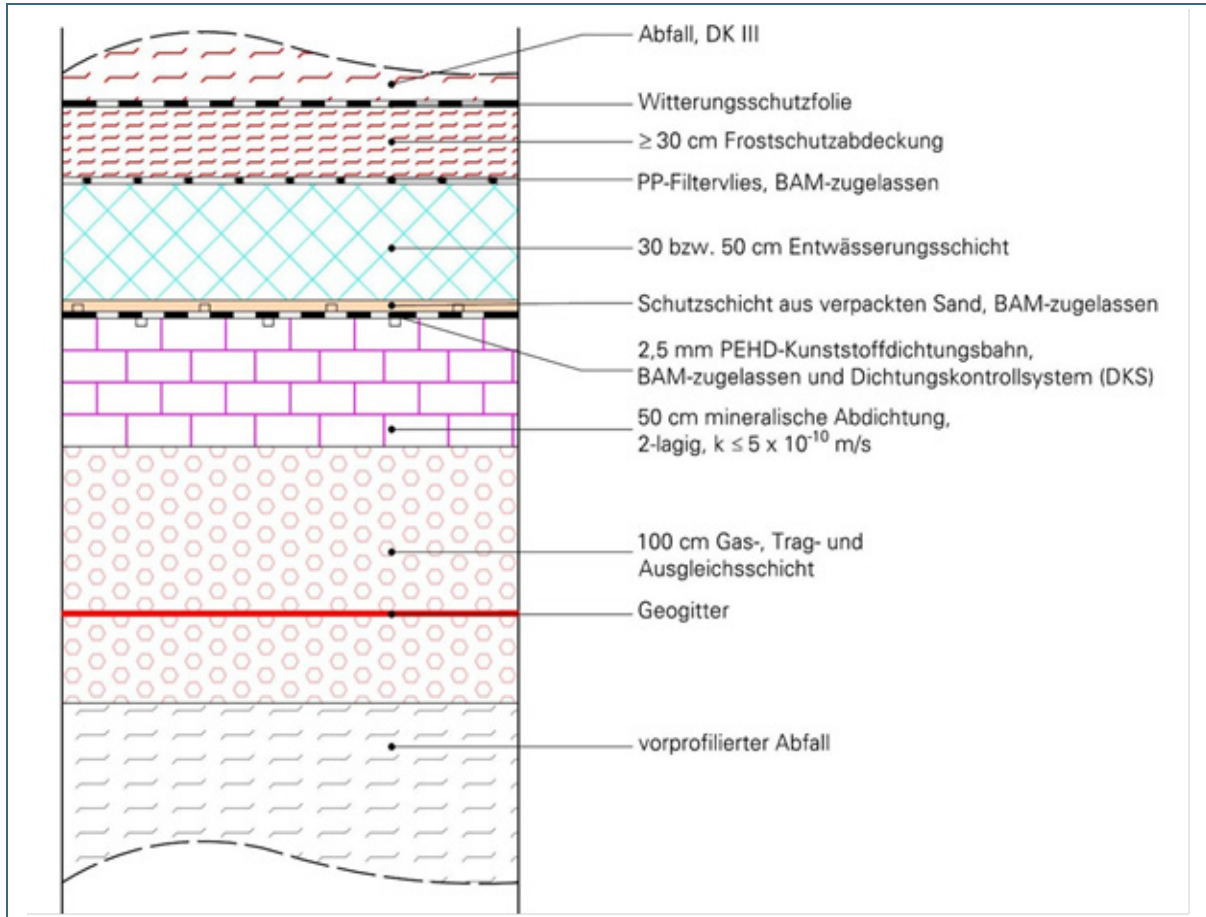 Abfall, DK III
Witterungsschutzfolie
≥ 30 cm Frostschutzabdeckung
PP-Filtervlies, BAM-zugelassen
30 bzw. 50 cm Entwässerungsschicht
Schutzschicht aus verpackten Sand, BAM-zugelassen
2,5 mm PEHD-Kunststoffdichtungsbahn,
BAM-zugelassen und Dichtungskontrollsystem (DKS)
50 cm mineralische Abdichtung,
2-lagig, k ≤ 5 x 10⁻¹⁰ m/s
100 cm Gas-, Trag- und
Ausgleichsschicht
Geogitter
vorprofilierter Abfall